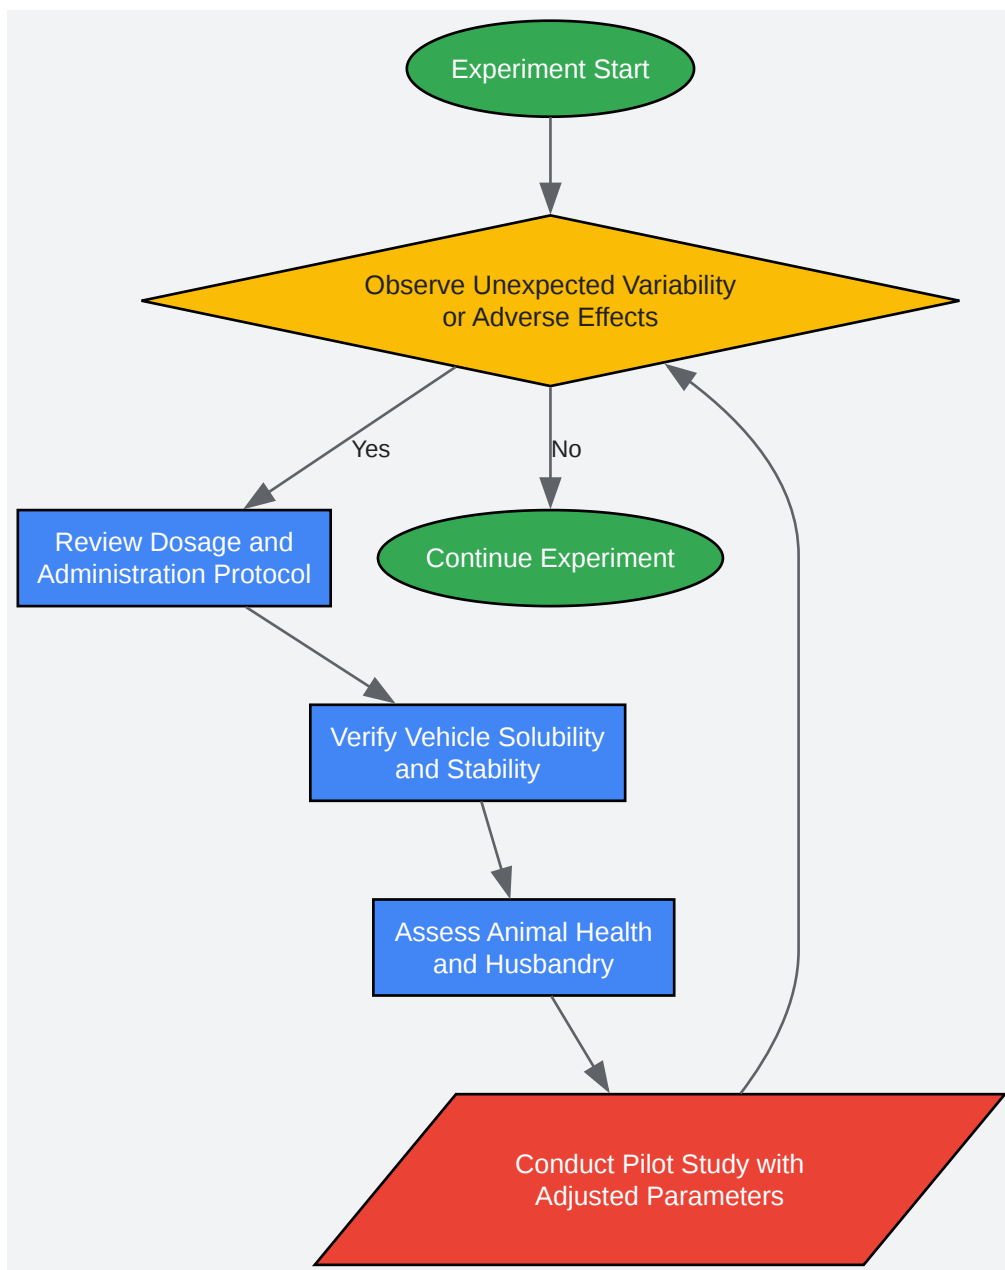 Experiment Start
Observe Unexpected Variability
or Adverse Effects
Yes
No
Review Dosage and
Administration Protocol
Continue Experiment
Verify Vehicle Solubility
and Stability
Assess Animal Health
and Husbandry
Conduct Pilot Study with
Adjusted Parameters